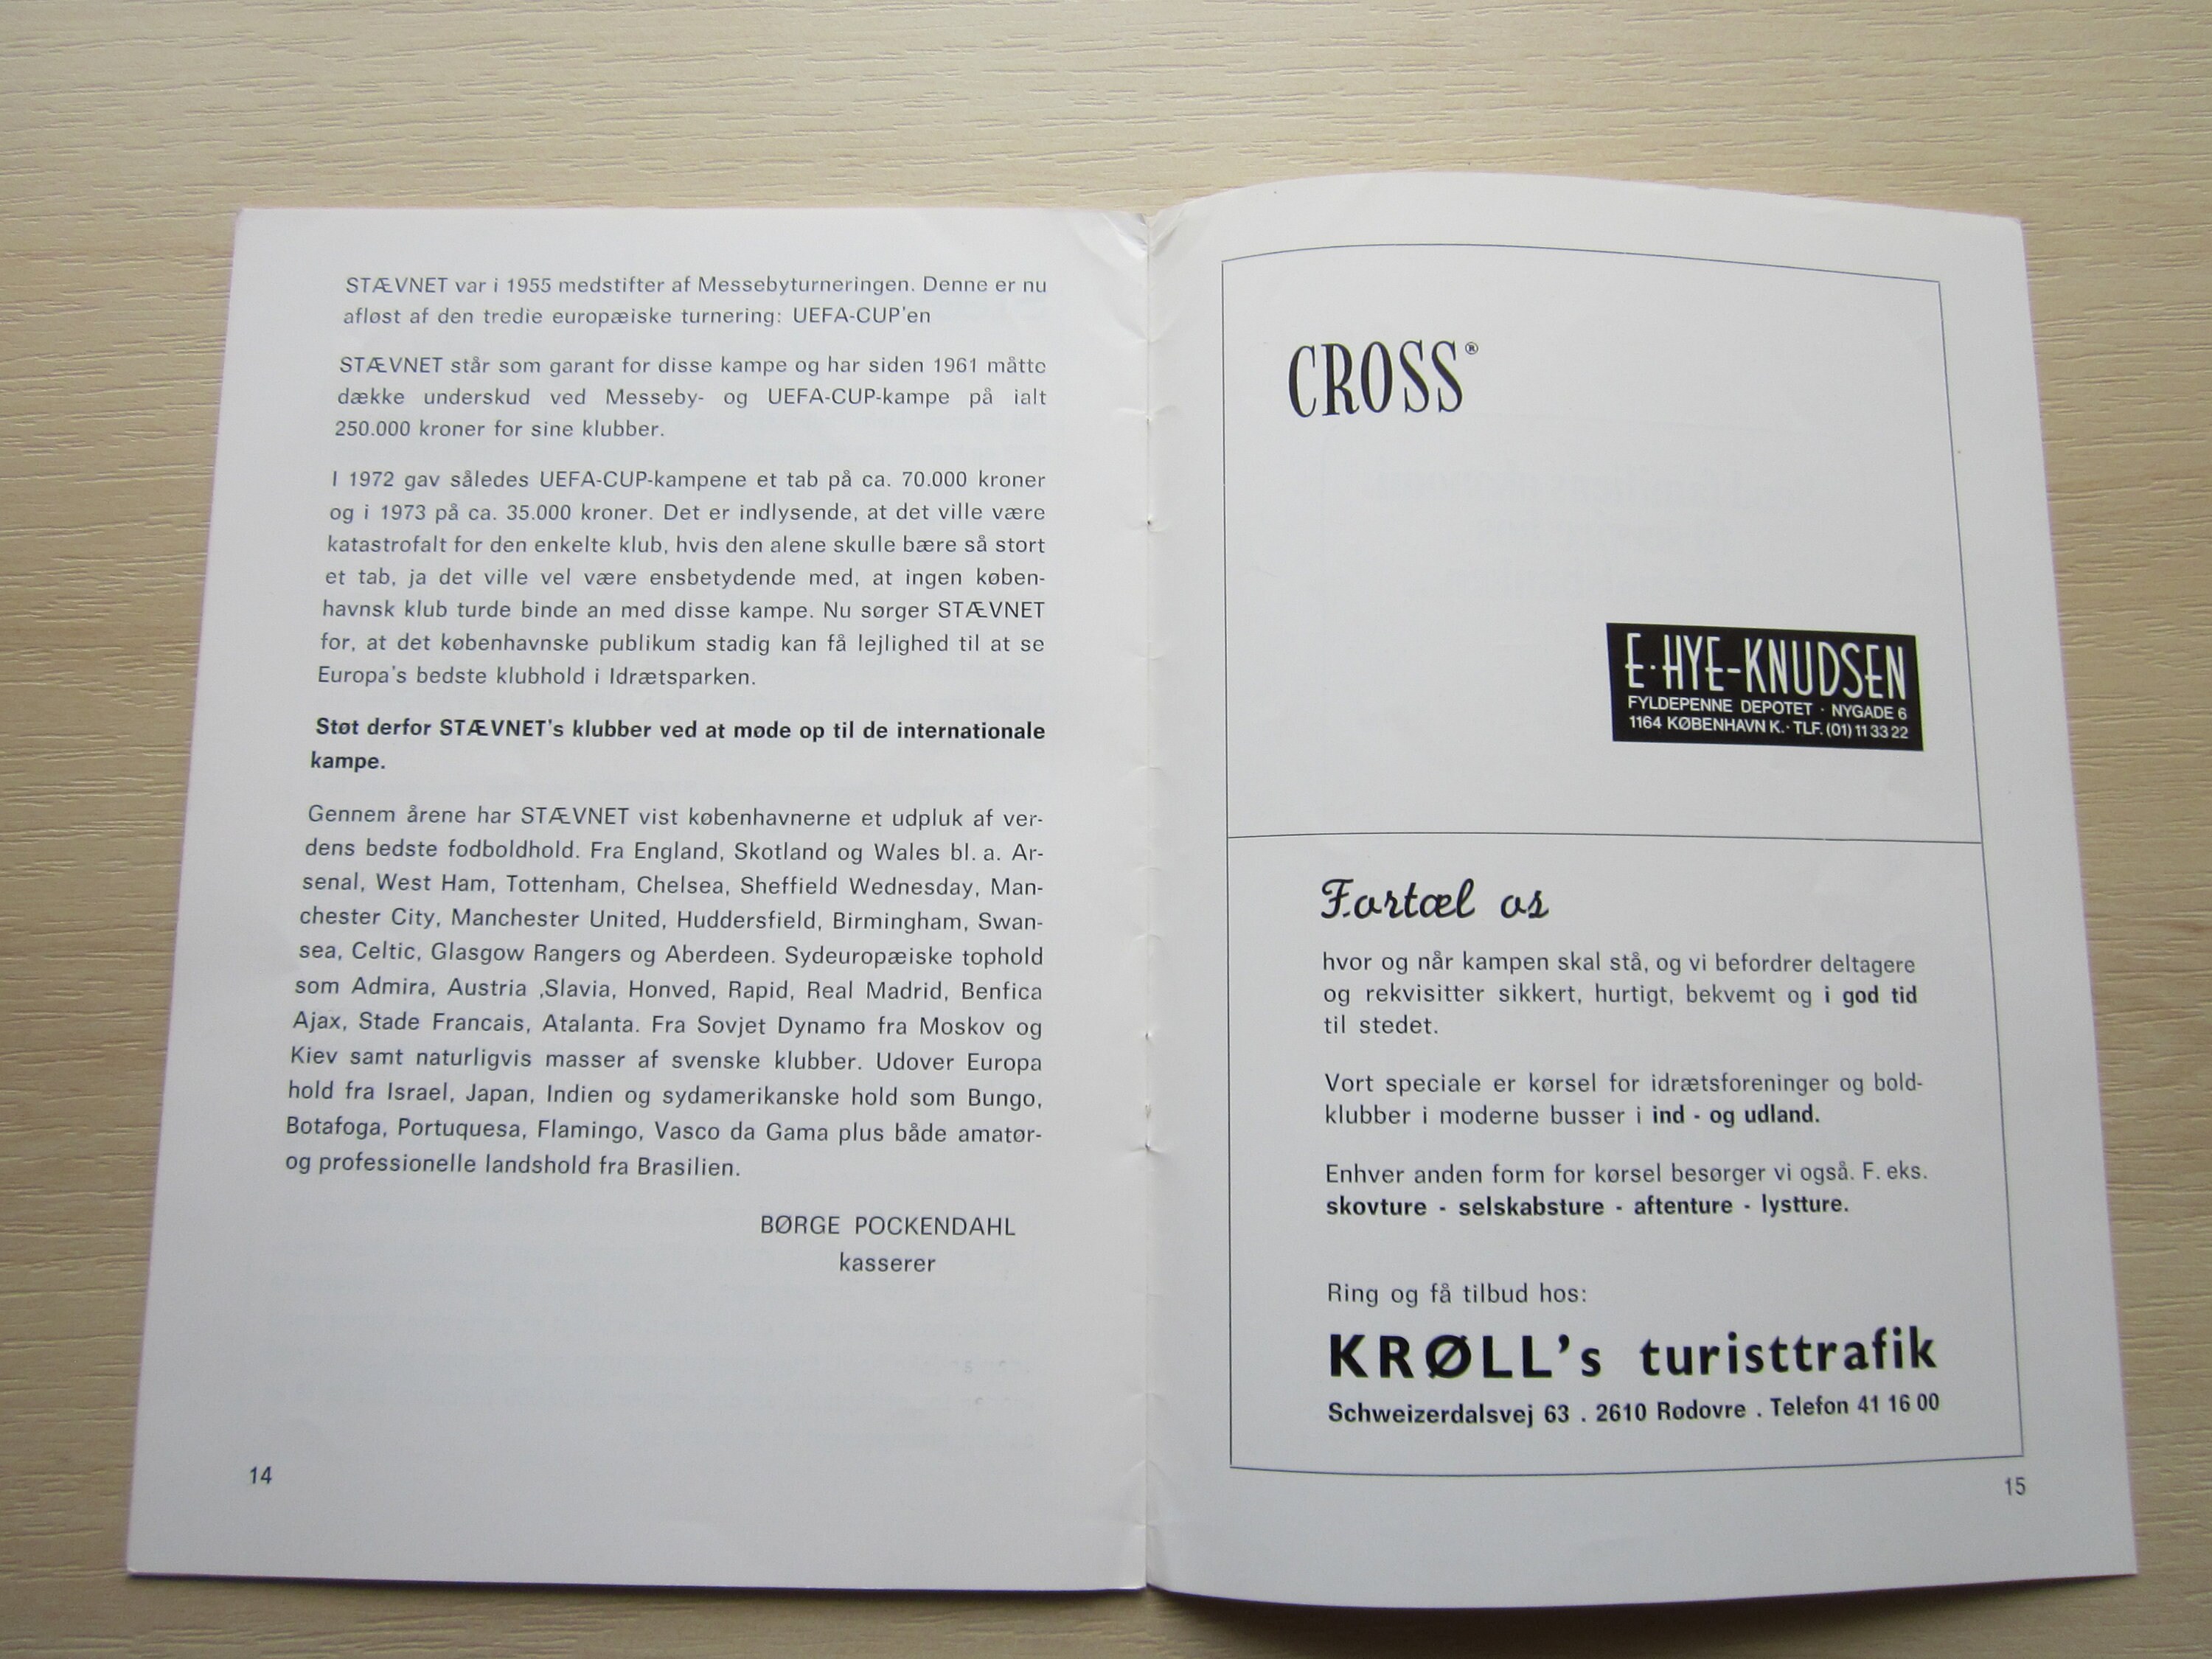 STÆVNET var i 1955 medstifter af Messebyturneringen. Denne er nu
afløst af den tredie europæiske turnering: UEFA-CUP'en
STÆVNET står som garant for disse kampe og har siden 1961 måtte
dække underskud ved Messeby- og UEFA-CUP-kampe på ialt
250.000 kroner for sine klubber.
I 1972 gav således UEFA-CUP-kampene et tab på ca. 70.000 kroner
og i 1973 på ca. 35.000 kroner. Det er indlysende, at det ville være
katastrofalt for den enkelte klub, hvis den alene skulle bære så stort
et tab, ja det ville vel være ensbetydende med, at ingen køben-
havnsk klub turde binde an med disse kampe. Nu sørger STÆVNET
for, at det københavnske publikum stadig kan få lejlighed til at se
Europa's bedste klubhold i Idrætsparken.
Støt derfor STÆVNET's klubber ved at møde op til de internationale
kampe.
Gennem årene har STÆVNET vist københavnerne et udpluk af ver-
dens bedste fodboldhold. Fra England, Skotland og Wales bl. a. Ar-
senal, West Ham, Tottenham, Chelsea, Sheffield Wednesday, Man-
chester City, Manchester United, Huddersfield, Birmingham, Swan-
sea, Celtic, Glasgow Rangers og Aberdeen. Sydeuropæiske tophold
som Admira, Austria ,Slavia, Honved, Rapid, Real Madrid, Benfica
Ajax, Stade Francais, Atalanta. Fra Sovjet Dynamo fra Moskov og
Kiev samt naturligvis masser af svenske klubber. Udover Europa
hold fra Israel, Japan, Indien og sydamerikanske hold som Bungo,
Botafoga, Portuquesa, Flamingo, Vasco da Gama plus både amatør-
og professionelle landshold fra Brasilien.
BØRGE POCKENDAHL
kasserer
14
CROSS®
E·HYE-KNUDSEN
FYLDEPENNE DEPOTET · NYGADE 6
1164 KØBENHAVN K. · TLF. (01) 11 33 22
Fortæl os
hvor og når kampen skal stå, og vi befordrer deltagere
og rekvisitter sikkert, hurtigt, bekvemt og i god tid
til stedet.
Vort speciale er kørsel for idrætsforeninger og bold-
klubber i moderne busser i ind - og udland.
Enhver anden form for kørsel besørger vi også. F. eks.
skovture - selskabsture - aftenture - lystture.
Ring og få tilbud hos:
KRØLL's turisttrafik
Schweizerdalsvej 63 . 2610 Rødovre . Telefon 41 16 00
15